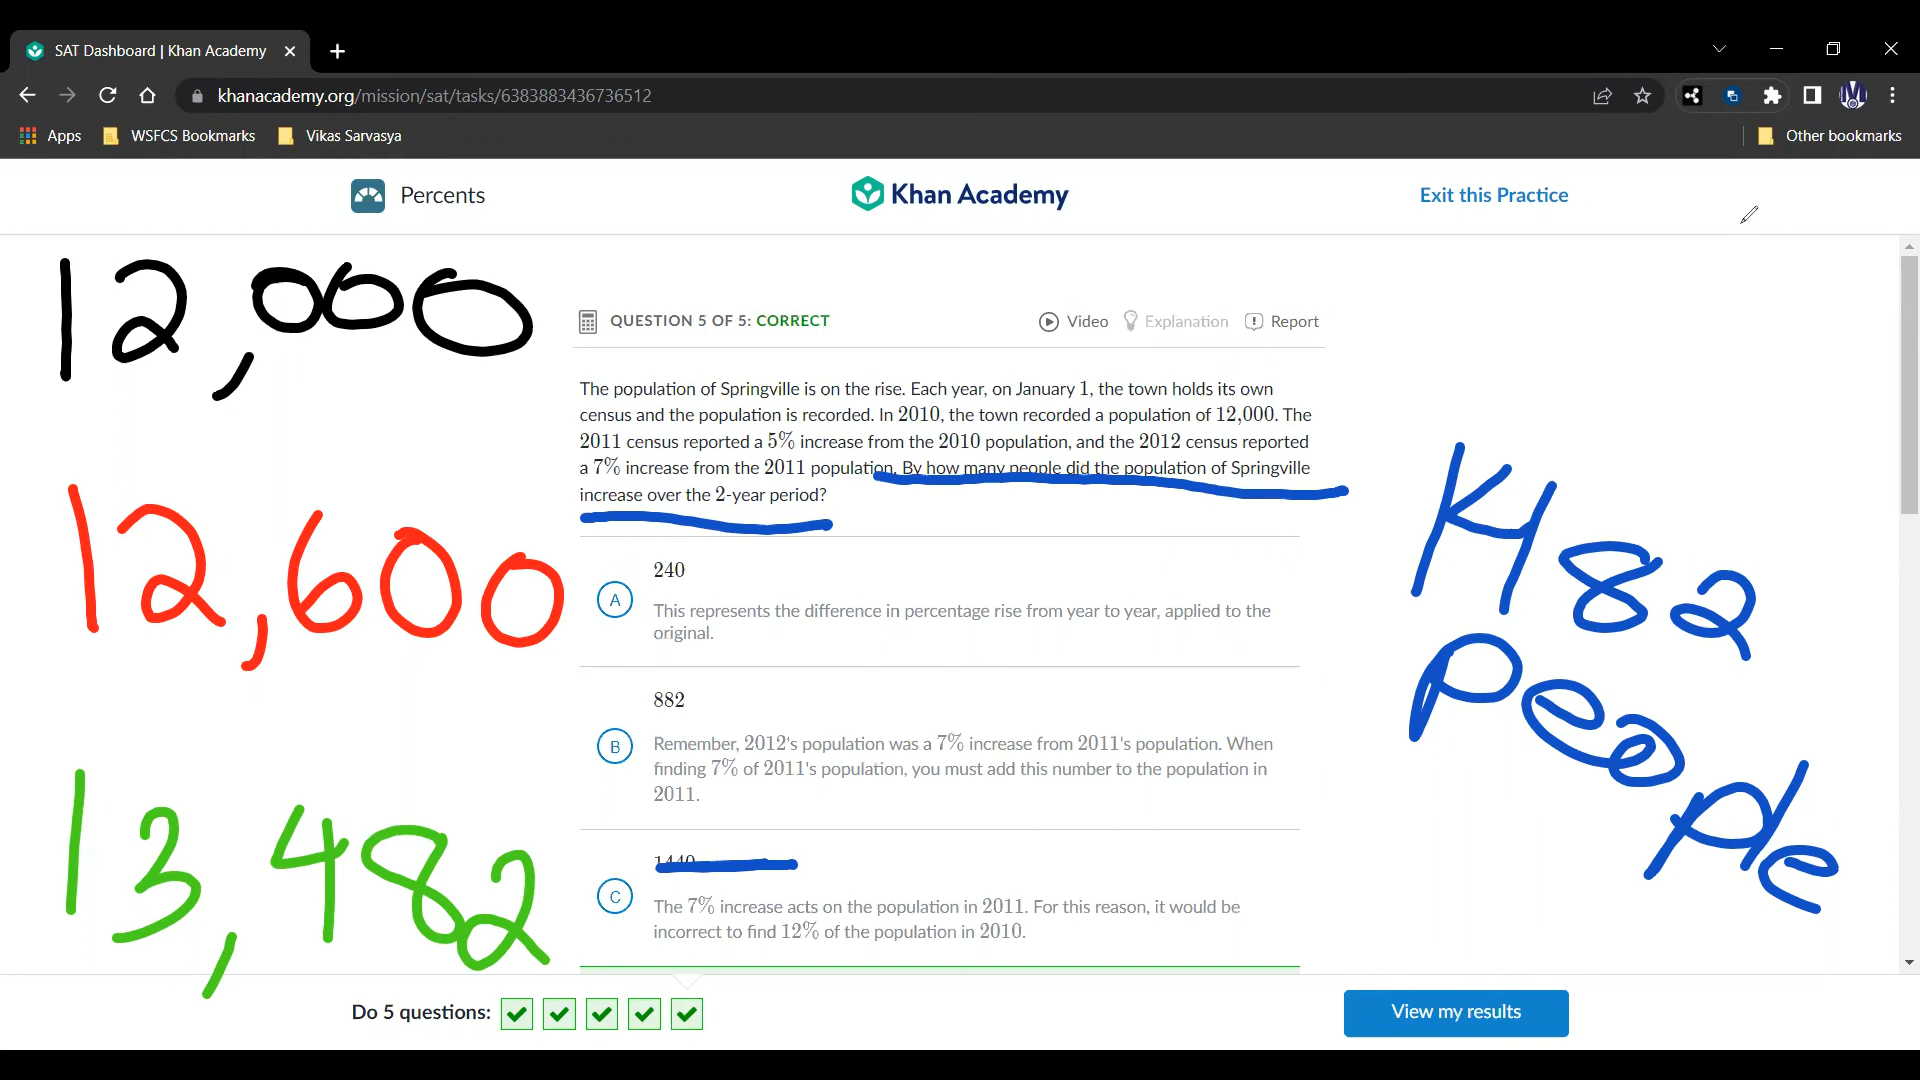 SAT Dashboard | Khan Academy
khanacademy.org/mission/sat/tasks/6383883436736512
Apps WSFCS Bookmarks Vikas Sarvasya Other bookmarks
Percents Khan Academy Exit this Practice
12,000
12,600
13,482
QUESTION 5 OF 5: CORRECT Video Explanation Report
The population of Springville is on the rise. Each year, on January 1, the town holds its own
census and the population is recorded. In 2010, the town recorded a population of 12,000. The
2011 census reported a 5% increase from the 2010 population, and the 2012 census reported
a 7% increase from the 2011 population. By how many people did the population of Springville
increase over the 2-year period?
240
A This represents the difference in percentage rise from year to year, applied to the
original.
882
B Remember, 2012's population was a 7% increase from 2011's population. When
finding 7% of 2011's population, you must add this number to the population in
2011.
1440
C The 7% increase acts on the population in 2011. For this reason, it would be
incorrect to find 12% of the population in 2010.
1482
People
Do 5 questions: View my results